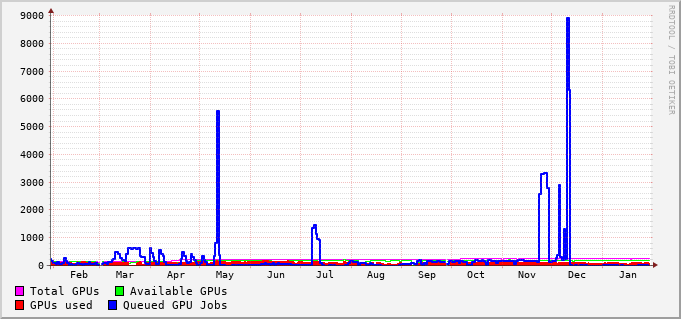 9000
8000
7000
6000
5000
4000
3000
2000
1000
0
Feb Mar Apr May Jun Jul Aug Sep Oct Nov Dec Jan
Total GPUs Available GPUs
GPUs used Queued GPU Jobs
RRDTOOL / TOBI OETIKER